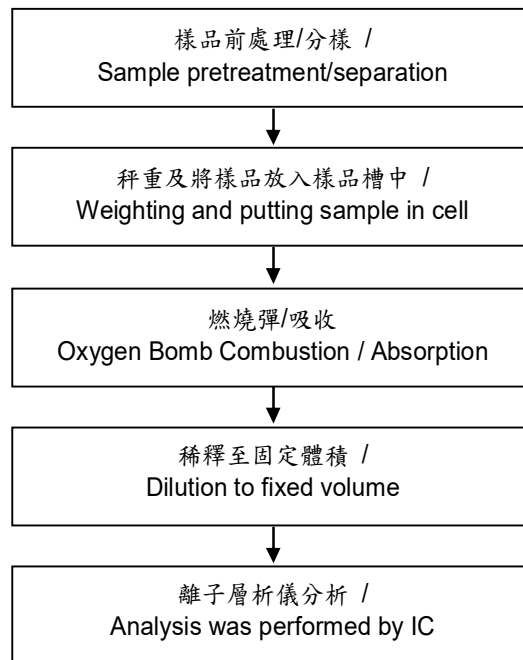 樣品前處理/分樣 /
Sample pretreatment/separation
秤重及將樣品放入樣品槽中 /
Weighting and putting sample in cell
燃燒彈/吸收
Oxygen Bomb Combustion / Absorption
稀釋至固定體積 /
Dilution to fixed volume
離子層析儀分析 /
Analysis was performed by IC